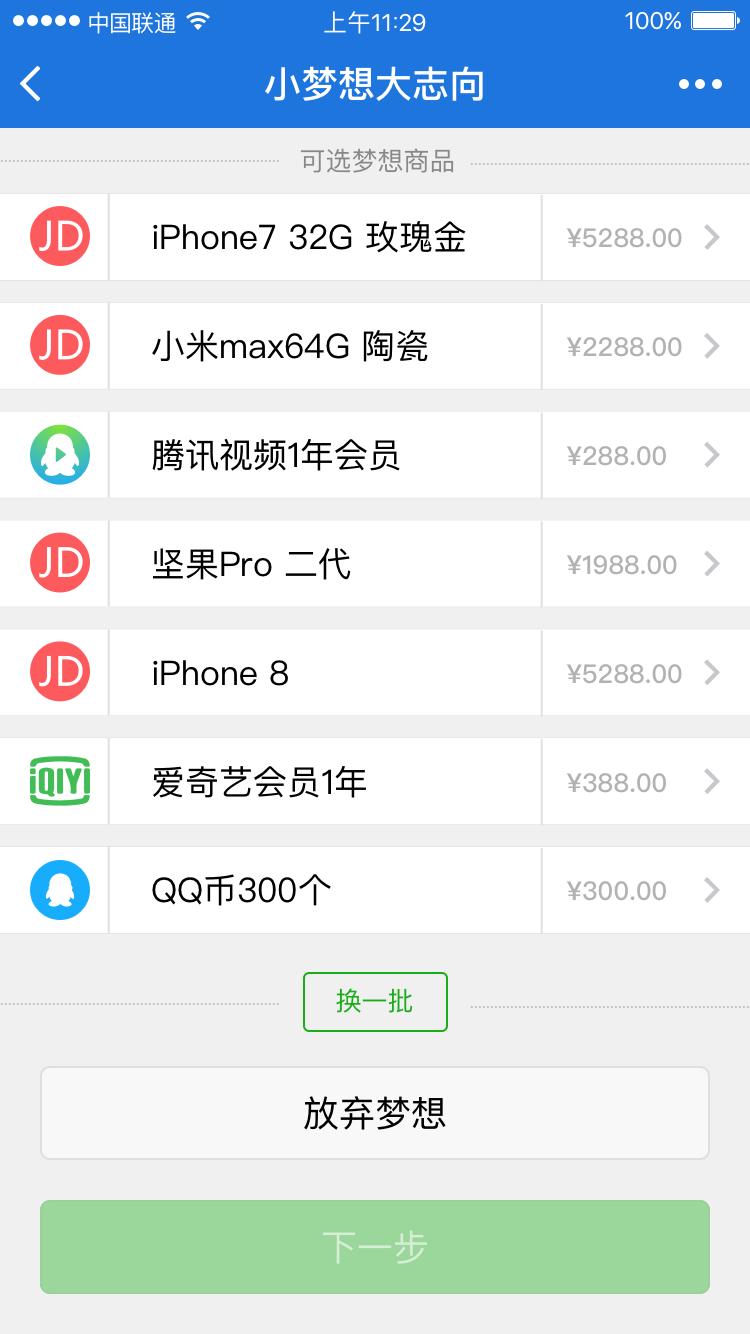 中国联通 上午11:29 100%
小梦想大志向
可选梦想商品
JD iPhone7 32G 玫瑰金 ¥5288.00
JD 小米max64G 陶瓷 ¥2288.00
腾讯视频1年会员 ¥288.00
JD 坚果Pro 二代 ¥1988.00
JD iPhone 8 ¥5288.00
iQIYI 爱奇艺会员1年 ¥388.00
QQ币300个 ¥300.00
换一批
放弃梦想
下一步